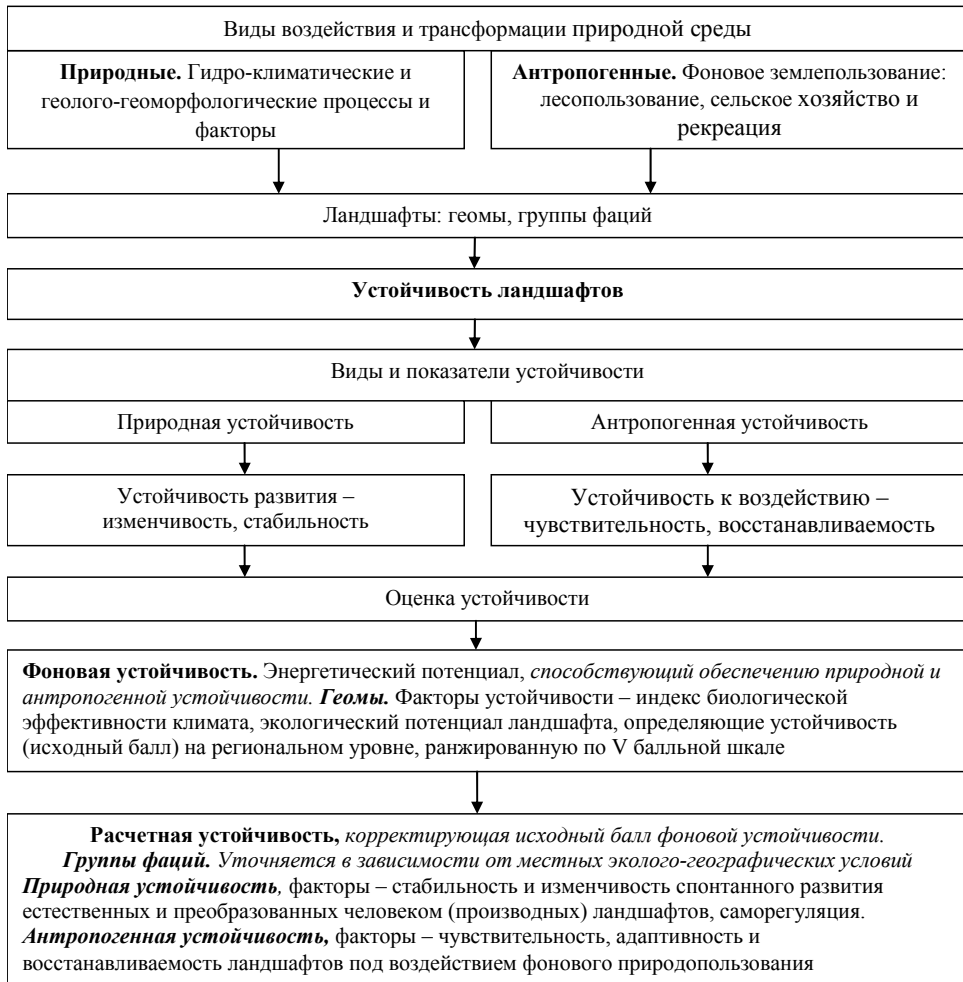 Виды воздействия и трансформации природной среды
Природные. Гидро-климатические и
геолого-геоморфологические процессы и
факторы
Антропогенные. Фоновое землепользование:
лесопользование, сельское хозяйство и
рекреация
Ландшафты: геомы, группы фаций
Устойчивость ландшафтов
Виды и показатели устойчивости
Природная устойчивость
Антропогенная устойчивость
Устойчивость развития –
изменчивость, стабильность
Устойчивость к воздействию –
чувствительность, восстанавливаемость
Оценка устойчивости
Фоновая устойчивость. Энергетический потенциал, способствующий обеспечению природной и
антропогенной устойчивости. Геомы. Факторы устойчивости – индекс биологической
эффективности климата, экологический потенциал ландшафта, определяющие устойчивость
(исходный балл) на региональном уровне, ранжированную по V балльной шкале
Расчетная устойчивость, корректирующая исходный балл фоновой устойчивости.
Группы фаций. Уточняется в зависимости от местных эколого-географических условий
Природная устойчивость, факторы – стабильность и изменчивость спонтанного развития
естественных и преобразованных человеком (производных) ландшафтов, саморегуляция.
Антропогенная устойчивость, факторы – чувствительность, адаптивность и
восстанавливаемость ландшафтов под воздействием фонового природопользования